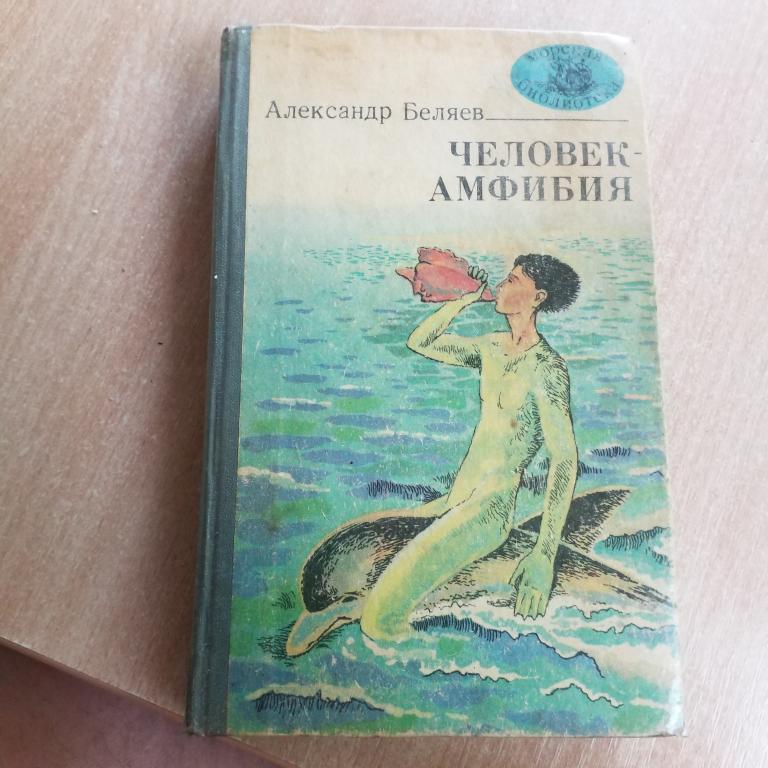 морская
библиотека
Александр Беляев
ЧЕЛОВЕК-
АМФИБИЯ